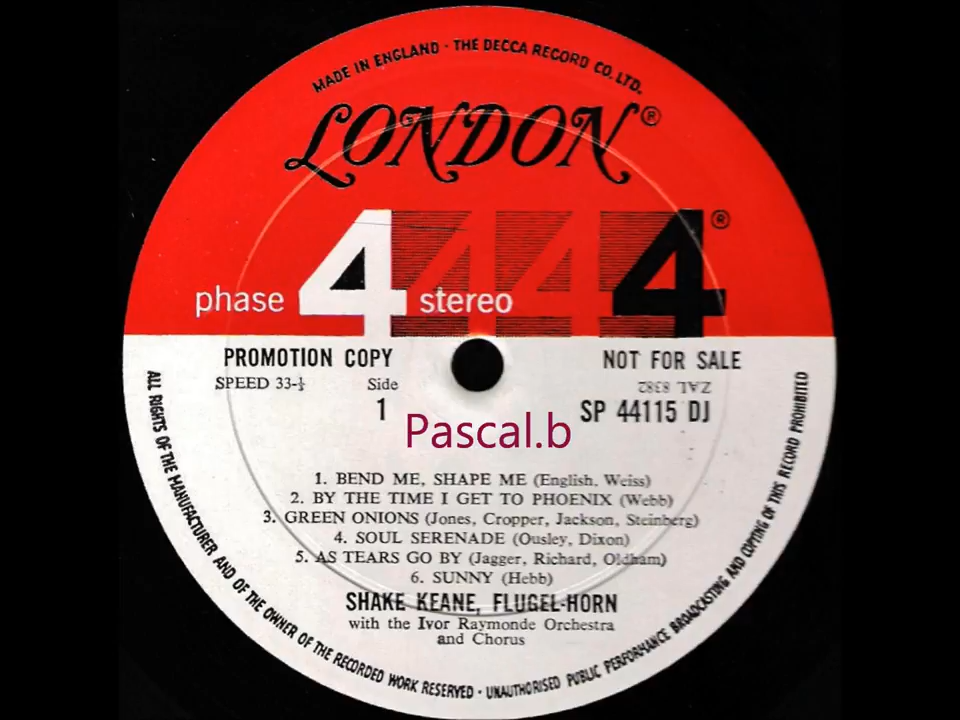 MADE IN ENGLAND · THE DECCA RECORD CO. LTD.
LONDON®
4444®
phase 4 stereo
PROMOTION COPY NOT FOR SALE
SPEED 33-⅓ Side ZAL 8382
1 SP 44115 DJ
Pascal.b
1. BEND ME, SHAPE ME (English, Weiss)
2. BY THE TIME I GET TO PHOENIX (Webb)
3. GREEN ONIONS (Jones, Cropper, Jackson, Steinberg)
4. SOUL SERENADE (Ousley, Dixon)
5. AS TEARS GO BY (Jagger, Richard, Oldham)
6. SUNNY (Hebb)
SHAKE KEANE, FLUGEL-HORN
with the Ivor Raymonde Orchestra
and Chorus
ALL RIGHTS OF THE MANUFACTURER AND OF THE OWNER OF THE RECORDED WORK RESERVED · UNAUTHORISED PUBLIC PERFORMANCE BROADCASTING AND COPYING OF THIS RECORD PROHIBITED